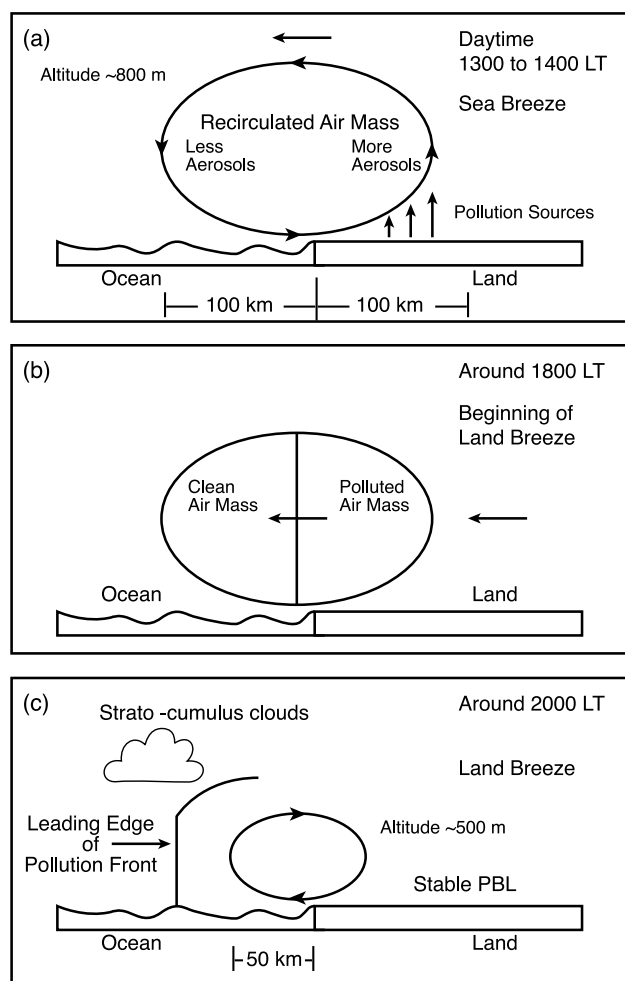 (a)
Daytime
1300 to 1400 LT
Altitude ~800 m
Sea Breeze
Recirculated Air Mass
Less
Aerosols
More
Aerosols
Pollution Sources
Ocean
Land
100 km
100 km
(b)
Around 1800 LT
Beginning of
Land Breeze
Clean
Air Mass
Polluted
Air Mass
Ocean
Land
(c)
Around 2000 LT
Strato -cumulus clouds
Land Breeze
Leading Edge
of
Pollution Front
Altitude ~500 m
Stable PBL
Ocean
Land
50 km